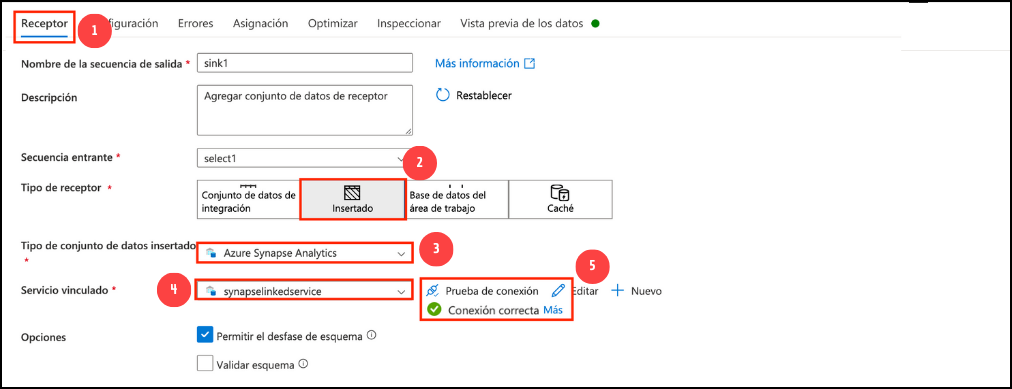 Receptor figuración Errores Asignación Optimizar Inspeccionar Vista previa de los datos
1
Nombre de la secuencia de salida * sink1 Más información
Descripción Agregar conjunto de datos de receptor Restablecer
Secuencia entrante * select1
2
Tipo de receptor * Conjunto de datos de integración Insertado Base de datos del área de trabajo Caché
Tipo de conjunto de datos insertado * Azure Synapse Analytics
3
Servicio vinculado * synapselinkedservice Prueba de conexión Editar Nuevo
4
5
Conexión correcta Más
Opciones Permitir el desfase de esquema
Validar esquema